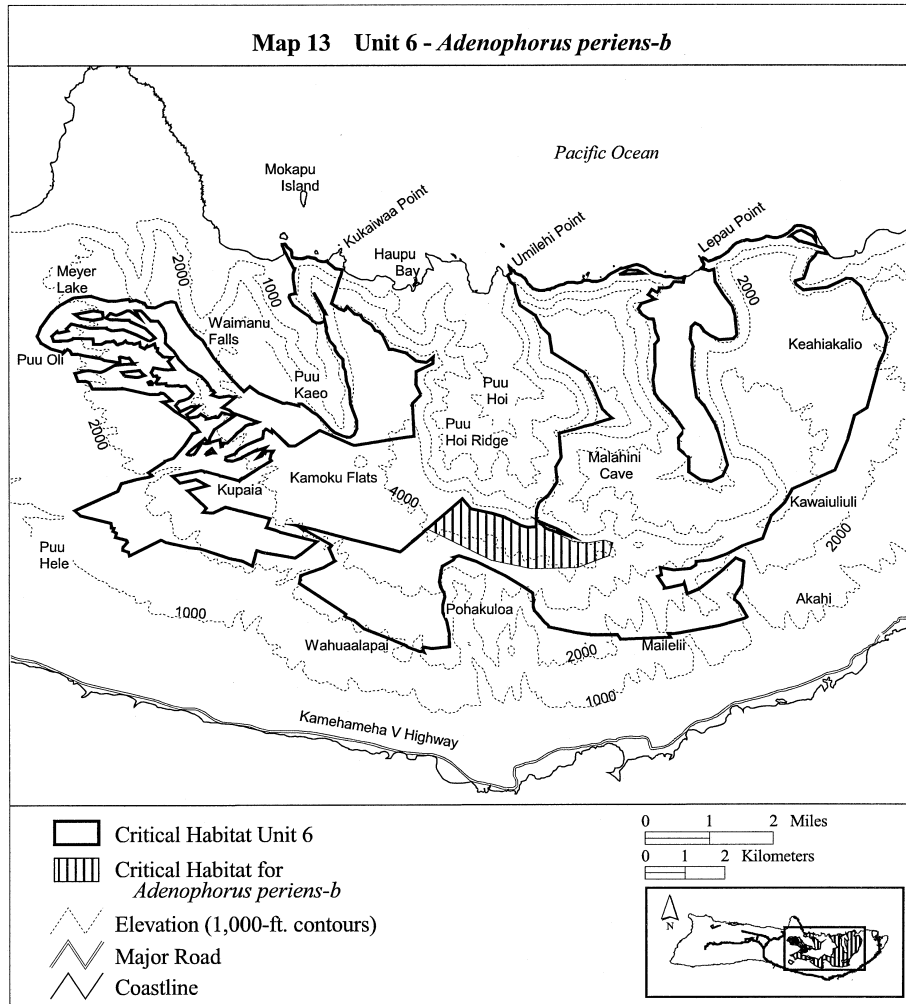 Map 13 Unit 6 - Adenophorus periens-b
Pacific Ocean
Mokapu
Island
Kukaiwaa Point
Haupu
Bay
Umilehi Point
Lepau Point
Meyer
Lake
2000
1000
2000
Waimanu
Falls
Puu Oli
Puu
Kaeo
Puu
Hoi
Keahiakalio
2000
Puu
Hoi Ridge
Malahini
Cave
Kupaia
Kamoku Flats
4000
Kawaiuliuli
2000
Puu
Hele
Akahi
1000
Pohakuloa
Wahuaalapai
2000
Mailelii
1000
Kamehameha V Highway
Critical Habitat Unit 6
Critical Habitat for
Adenophorus periens-b
Elevation (1,000-ft. contours)
Major Road
Coastline
0 1 2 Miles
0 1 2 Kilometers
N